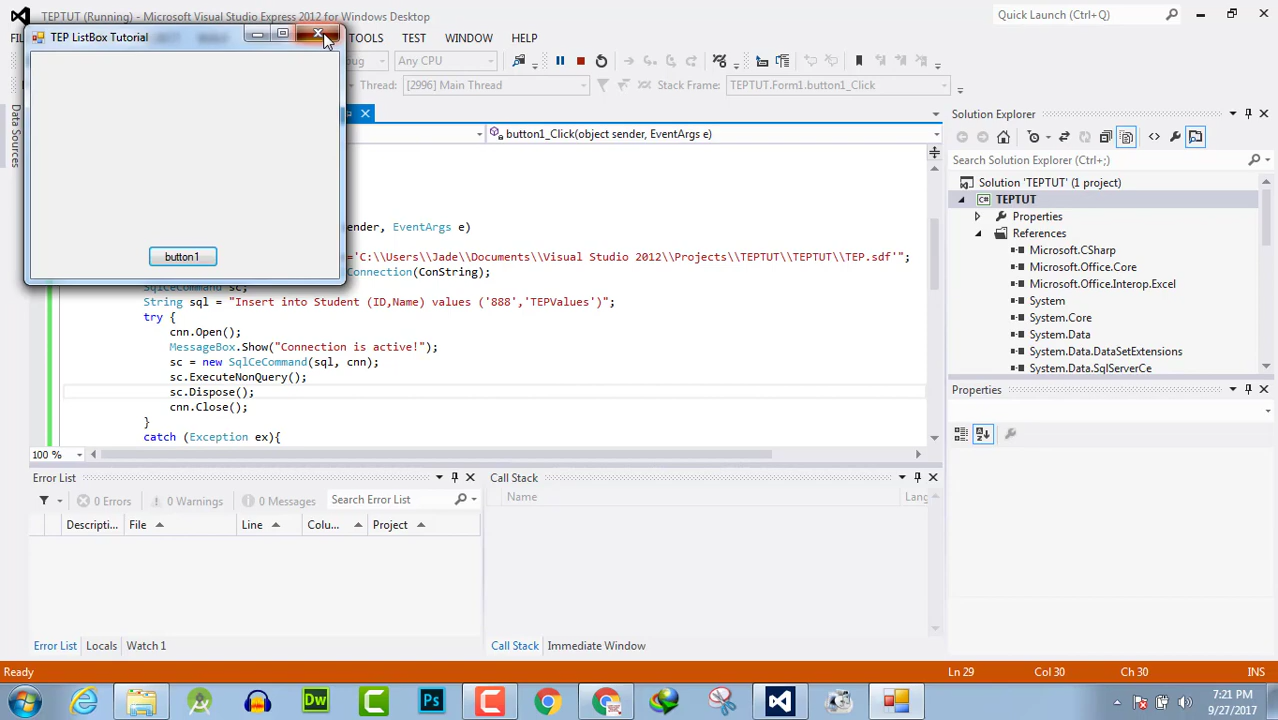 TEPTUT (Running) - Microsoft Visual Studio Express 2012 for Windows Desktop
Quick Launch (Ctrl+;)
TEP ListBox Tutorial
TOOLS TEST WINDOW HELP
Any CPU
Thread: [2996] Main Thread
Stack Frame: TEPTUT.Form1.button1_Click
Data Sources
button1_Click(object sender, EventArgs e)
Solution Explorer
Search Solution Explorer (Ctrl+;)
Solution 'TEPTUT' (1 project)
TEPTUT
Properties
References
Microsoft.CSharp
Microsoft.Office.Core
Microsoft.Office.Interop.Excel
System
System.Core
System.Data
System.Data.DataSetExtensions
System.Data.SqlServerCe
button1
EventArgs e)
='C:\\Users\\Jade\\Documents\\Visual Studio 2012\\Projects\\TEPTUT\\TEPTUT\\TEP.sdf'";
Connection(ConString);
SqlCeCommand sc;
String sql = "Insert into Student (ID,Name) values ('888','TEPValues')";
try {
cnn.Open();
MessageBox.Show("Connection is active!");
sc = new SqlCeCommand(sql, cnn);
sc.ExecuteNonQuery();
sc.Dispose();
cnn.Close();
}
catch (Exception ex){
100 %
Properties
Error List
0 Errors 0 Warnings 0 Messages Search Error List
Descripti... File Line Colu... Project
Call Stack
Name Lang
Error List Locals Watch 1
Call Stack Immediate Window
Ready
Ln 29 Col 30 Ch 30 INS
Dw
Ps
7:21 PM
9/27/2017